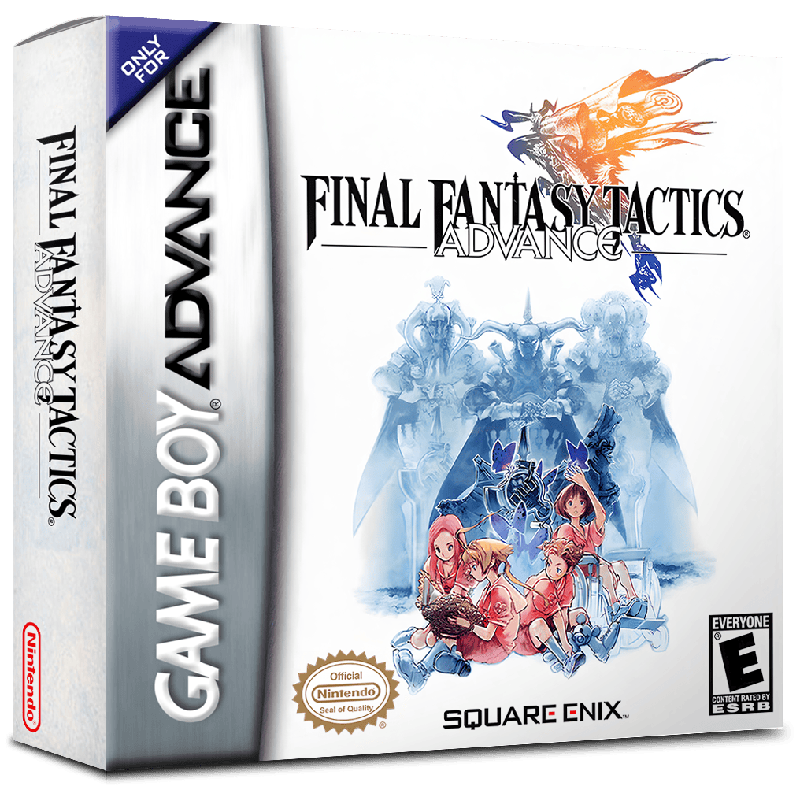 FINAL FANTASY TACTICS®
ADVANCE
Nintendo®
ONLY
FOR
GAME BOY® ADVANCE
FINAL FANTASY TACTICS®
ADVANCE
Official
Nintendo
Seal of Quality
®
SQUARE ENIX™
EVERYONE
E
®
CONTENT RATED BY
ESRB